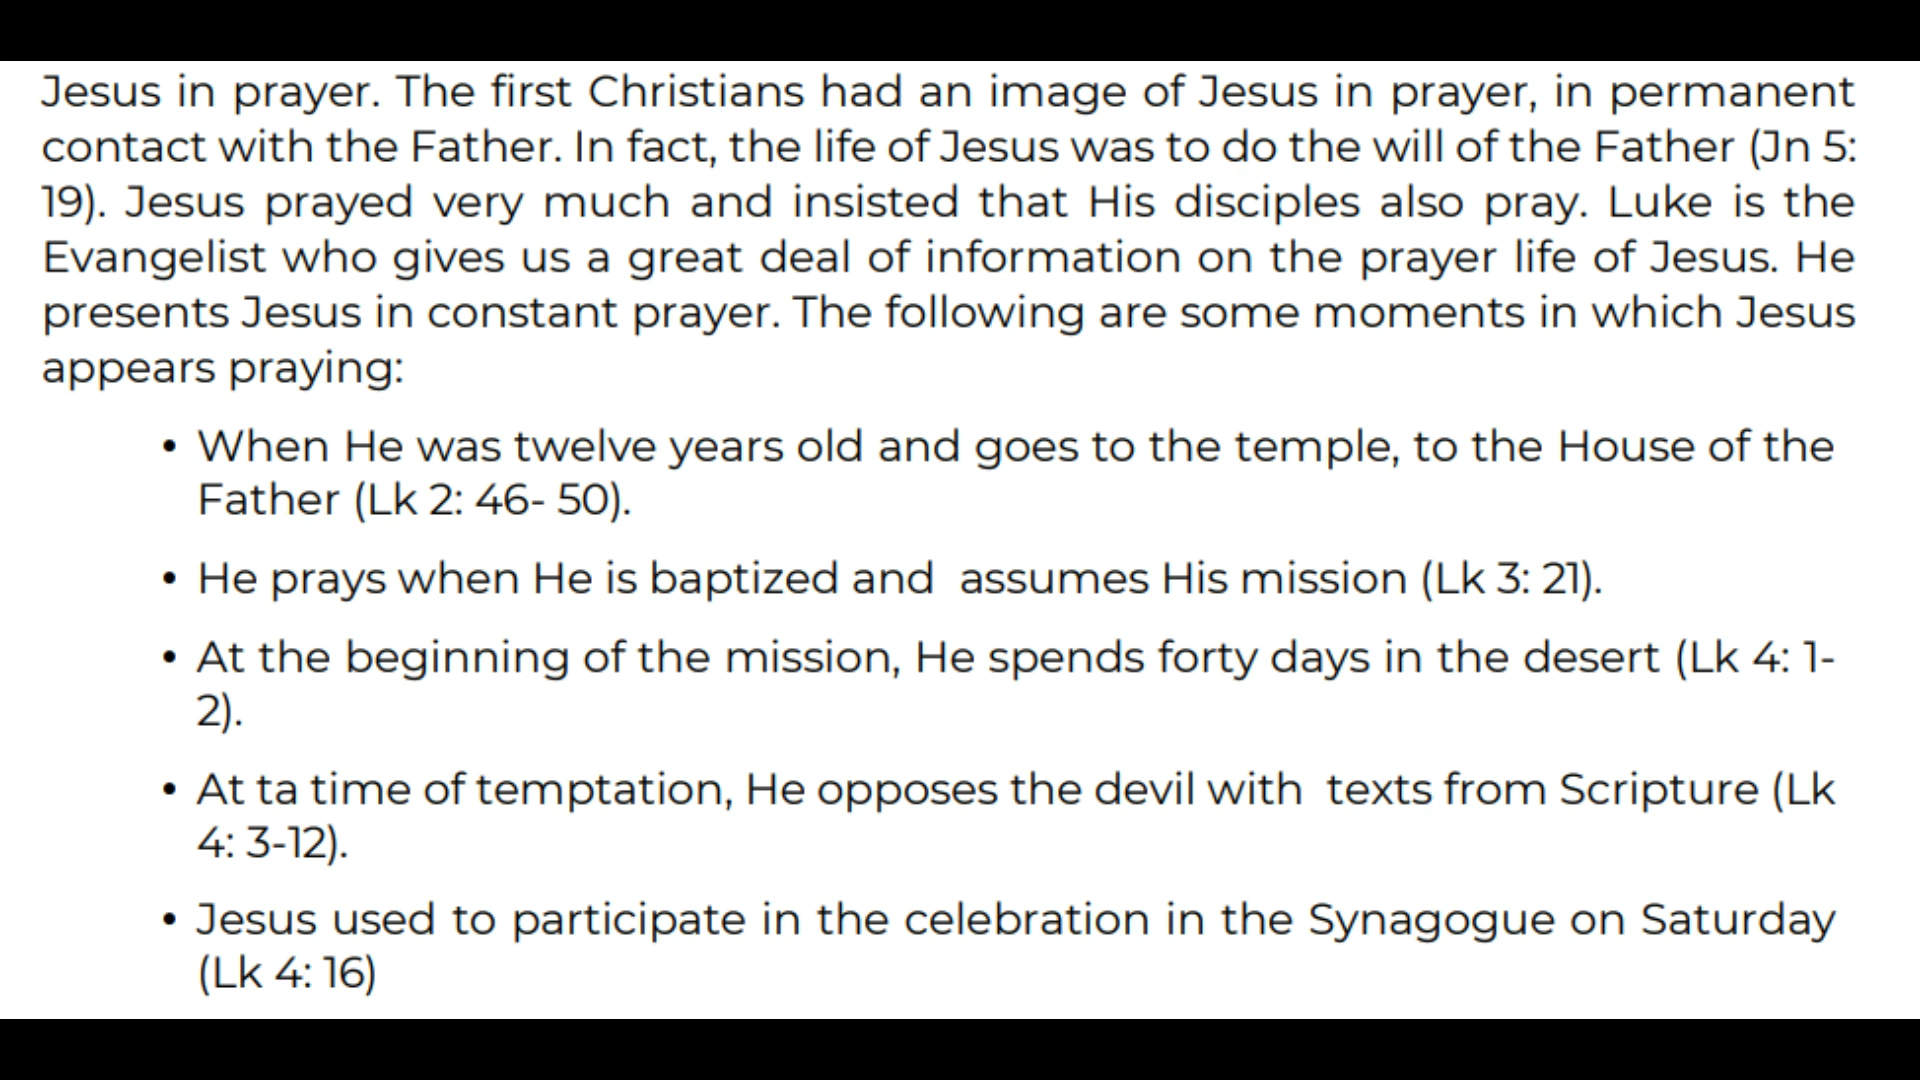 Jesus in prayer. The first Christians had an image of Jesus in prayer, in permanent
contact with the Father. In fact, the life of Jesus was to do the will of the Father (Jn 5:
19). Jesus prayed very much and insisted that His disciples also pray. Luke is the
Evangelist who gives us a great deal of information on the prayer life of Jesus. He
presents Jesus in constant prayer. The following are some moments in which Jesus
appears praying:
• When He was twelve years old and goes to the temple, to the House of the
Father (Lk 2: 46- 50).
• He prays when He is baptized and  assumes His mission (Lk 3: 21).
• At the beginning of the mission, He spends forty days in the desert (Lk 4: 1-
2).
• At ta time of temptation, He opposes the devil with  texts from Scripture (Lk
4: 3-12).
• Jesus used to participate in the celebration in the Synagogue on Saturday
(Lk 4: 16)